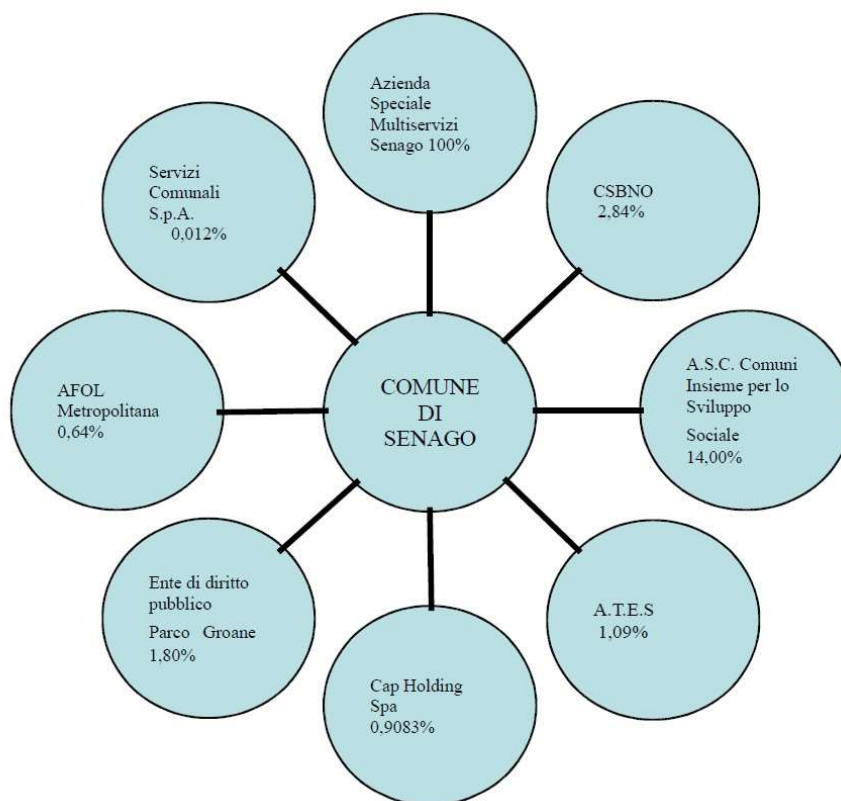 Azienda
Speciale
Multiservizi
Senago 100%
Servizi
Comunali
S.p.A.
0,012%
CSBNO
2,84%
AFOL
Metropolitana
0,64%
COMUNE
DI
SENAGO
A.S.C. Comuni
Insieme per lo
Sviluppo
Sociale
14,00%
Ente di diritto
pubblico
Parco Groane
1,80%
A.T.E.S
1,09%
Cap Holding
Spa
0,9083%